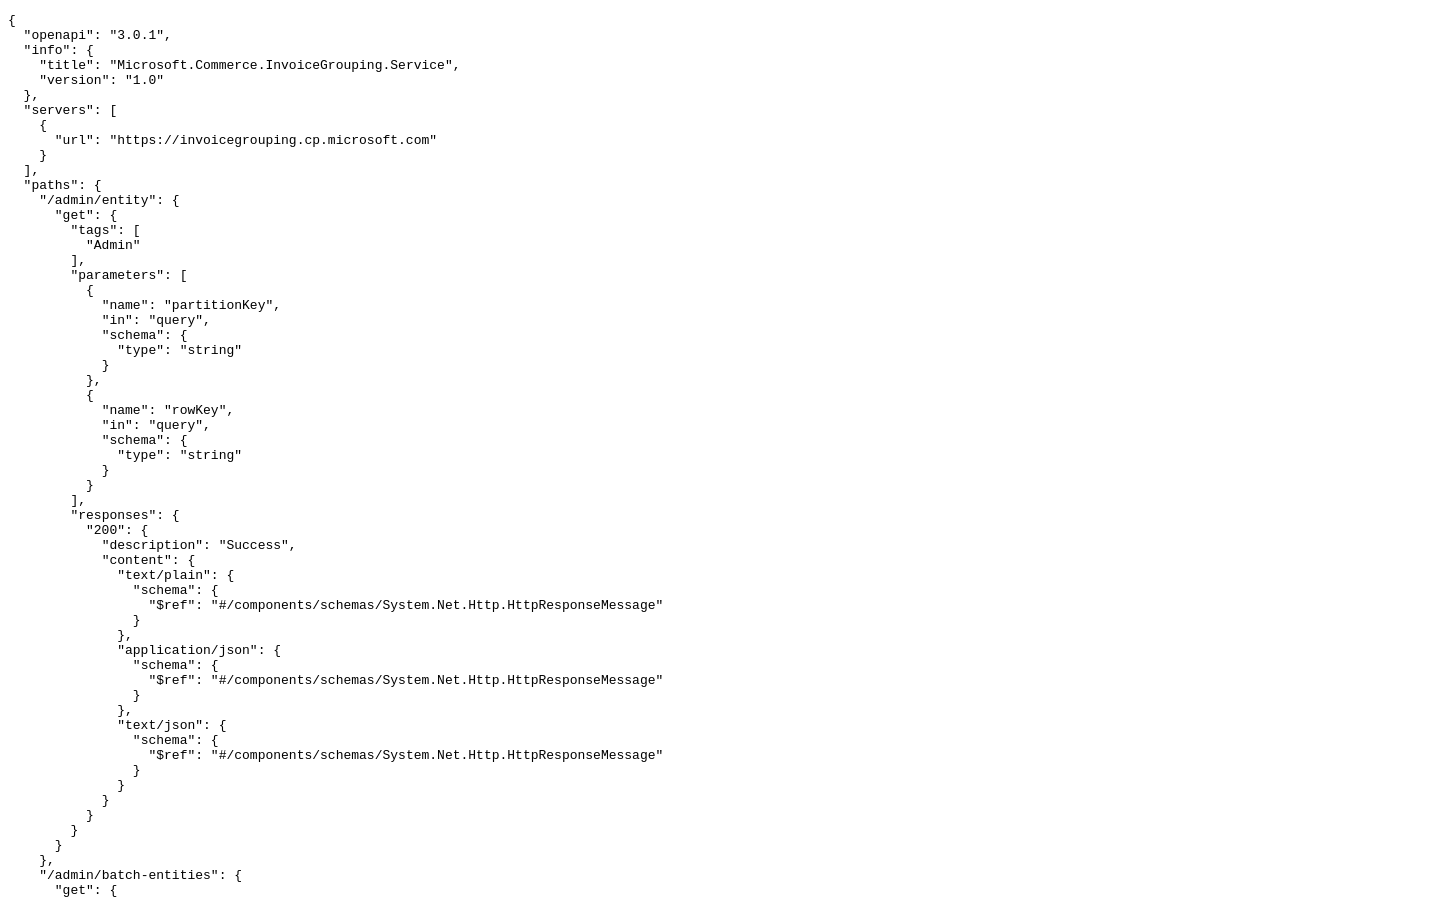 {
  "openapi": "3.0.1",
  "info": {
    "title": "Microsoft.Commerce.InvoiceGrouping.Service",
    "version": "1.0"
  },
  "servers": [
    {
      "url": "https://invoicegrouping.cp.microsoft.com"
    }
  ],
  "paths": {
    "/admin/entity": {
      "get": {
        "tags": [
          "Admin"
        ],
        "parameters": [
          {
            "name": "partitionKey",
            "in": "query",
            "schema": {
              "type": "string"
            }
          },
          {
            "name": "rowKey",
            "in": "query",
            "schema": {
              "type": "string"
            }
          }
        ],
        "responses": {
          "200": {
            "description": "Success",
            "content": {
              "text/plain": {
                "schema": {
                  "$ref": "#/components/schemas/System.Net.Http.HttpResponseMessage"
                }
              },
              "application/json": {
                "schema": {
                  "$ref": "#/components/schemas/System.Net.Http.HttpResponseMessage"
                }
              },
              "text/json": {
                "schema": {
                  "$ref": "#/components/schemas/System.Net.Http.HttpResponseMessage"
                }
              }
            }
          }
        }
      }
    },
    "/admin/batch-entities": {
      "get": {